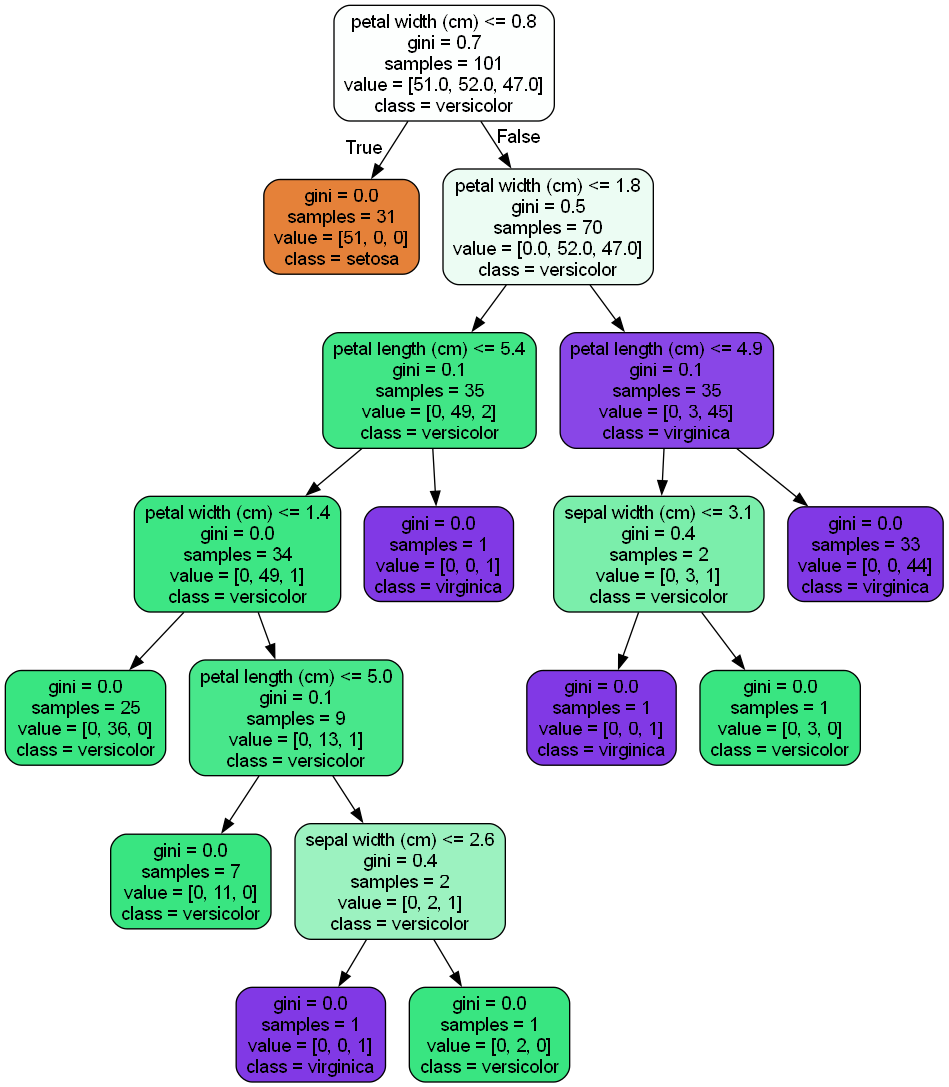 petal width (cm) <= 0.8
gini = 0.7
samples = 101
value = [51.0, 52.0, 47.0]
class = versicolor
True
False
gini = 0.0
samples = 31
value = [51, 0, 0]
class = setosa
petal width (cm) <= 1.8
gini = 0.5
samples = 70
value = [0.0, 52.0, 47.0]
class = versicolor
petal length (cm) <= 5.4
gini = 0.1
samples = 35
value = [0, 49, 2]
class = versicolor
petal length (cm) <= 4.9
gini = 0.1
samples = 35
value = [0, 3, 45]
class = virginica
petal width (cm) <= 1.4
gini = 0.0
samples = 34
value = [0, 49, 1]
class = versicolor
gini = 0.0
samples = 1
value = [0, 0, 1]
class = virginica
sepal width (cm) <= 3.1
gini = 0.4
samples = 2
value = [0, 3, 1]
class = versicolor
gini = 0.0
samples = 33
value = [0, 0, 44]
class = virginica
gini = 0.0
samples = 25
value = [0, 36, 0]
class = versicolor
petal length (cm) <= 5.0
gini = 0.1
samples = 9
value = [0, 13, 1]
class = versicolor
gini = 0.0
samples = 1
value = [0, 0, 1]
class = virginica
gini = 0.0
samples = 1
value = [0, 3, 0]
class = versicolor
gini = 0.0
samples = 7
value = [0, 11, 0]
class = versicolor
sepal width (cm) <= 2.6
gini = 0.4
samples = 2
value = [0, 2, 1]
class = versicolor
gini = 0.0
samples = 1
value = [0, 0, 1]
class = virginica
gini = 0.0
samples = 1
value = [0, 2, 0]
class = versicolor